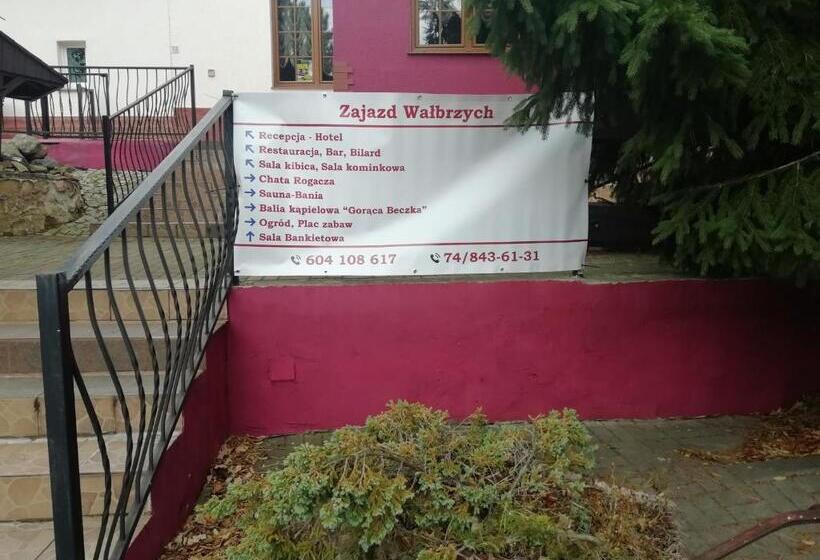 Zajazd Wałbrzych
↖ Recepcja - Hotel
↖ Restauracja, Bar, Bilard
↖ Sala kibica, Sala kominkowa
→ Chata Rogacza
→ Sauna-Bania
→ Balia kąpielowa "Gorąca Beczka"
→ Ogród, Plac zabaw
↑ Sala Bankietowa
604 108 617 74/843-61-31